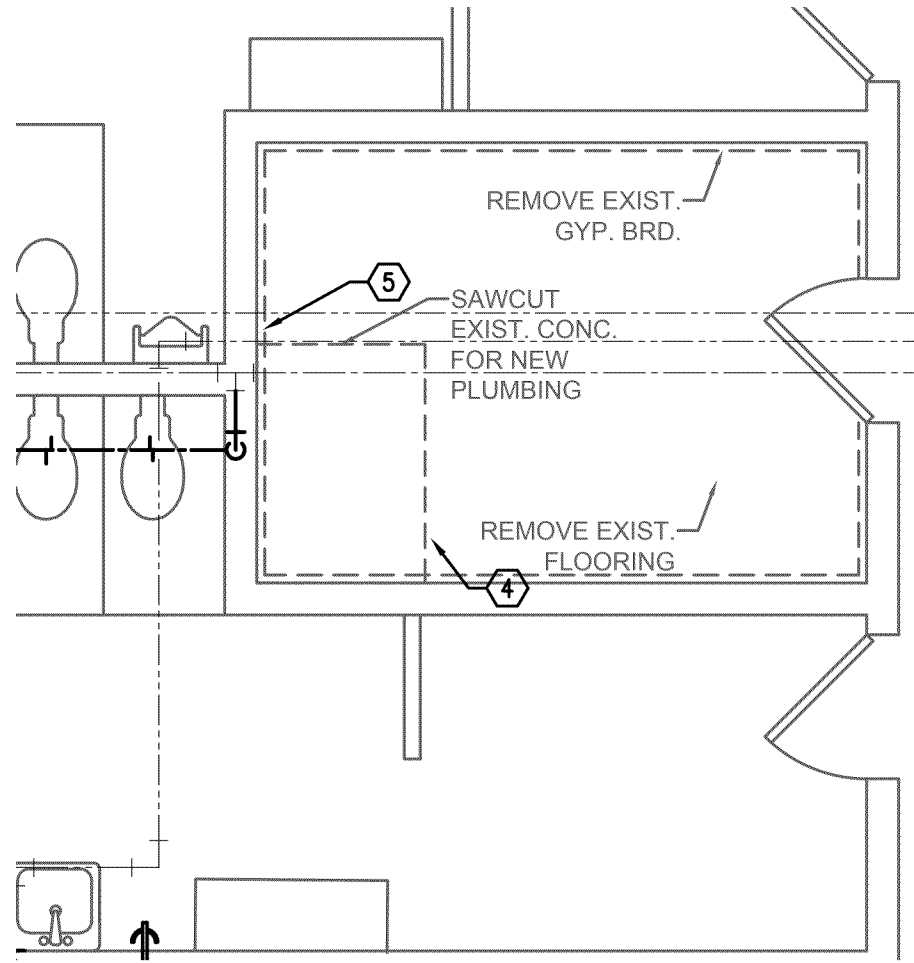 REMOVE EXIST.
GYP. BRD.
5
SAWCUT
EXIST. CONC.
FOR NEW
PLUMBING
REMOVE EXIST.
FLOORING
4